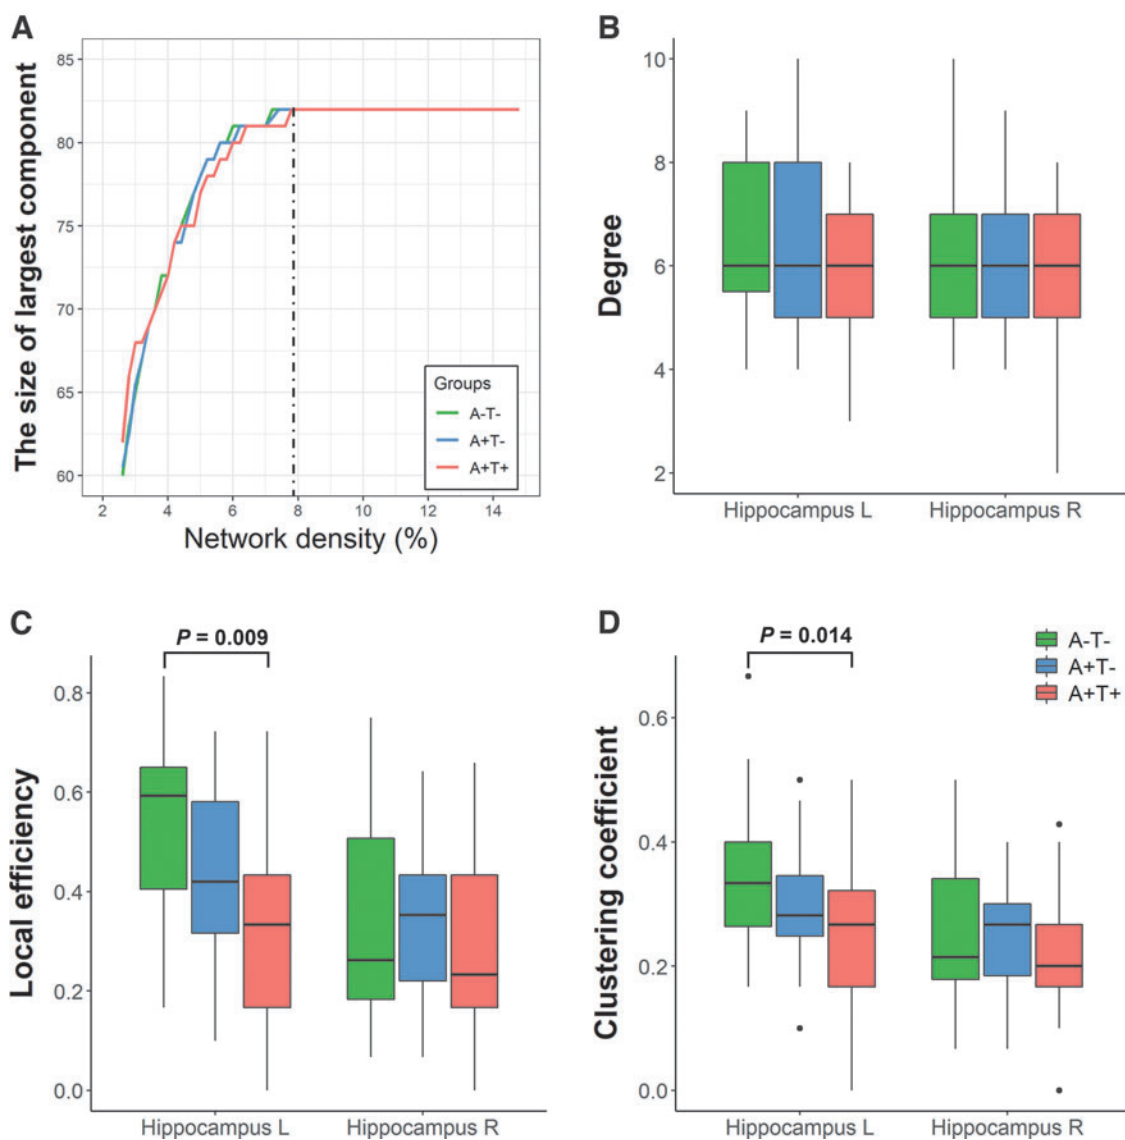 A
The size of largest component
85
80
75
70
65
60
2 4 6 8 10 12 14
Network density (%)
Groups
A-T-
A+T-
A+T+
B
Degree
10
8
6
4
2
Hippocampus L Hippocampus R
C
P = 0.009
Local efficiency
0.8
0.6
0.4
0.2
0.0
Hippocampus L Hippocampus R
D
P = 0.014
A-T-
A+T-
A+T+
Clustering coefficient
0.6
0.4
0.2
0.0
Hippocampus L Hippocampus R